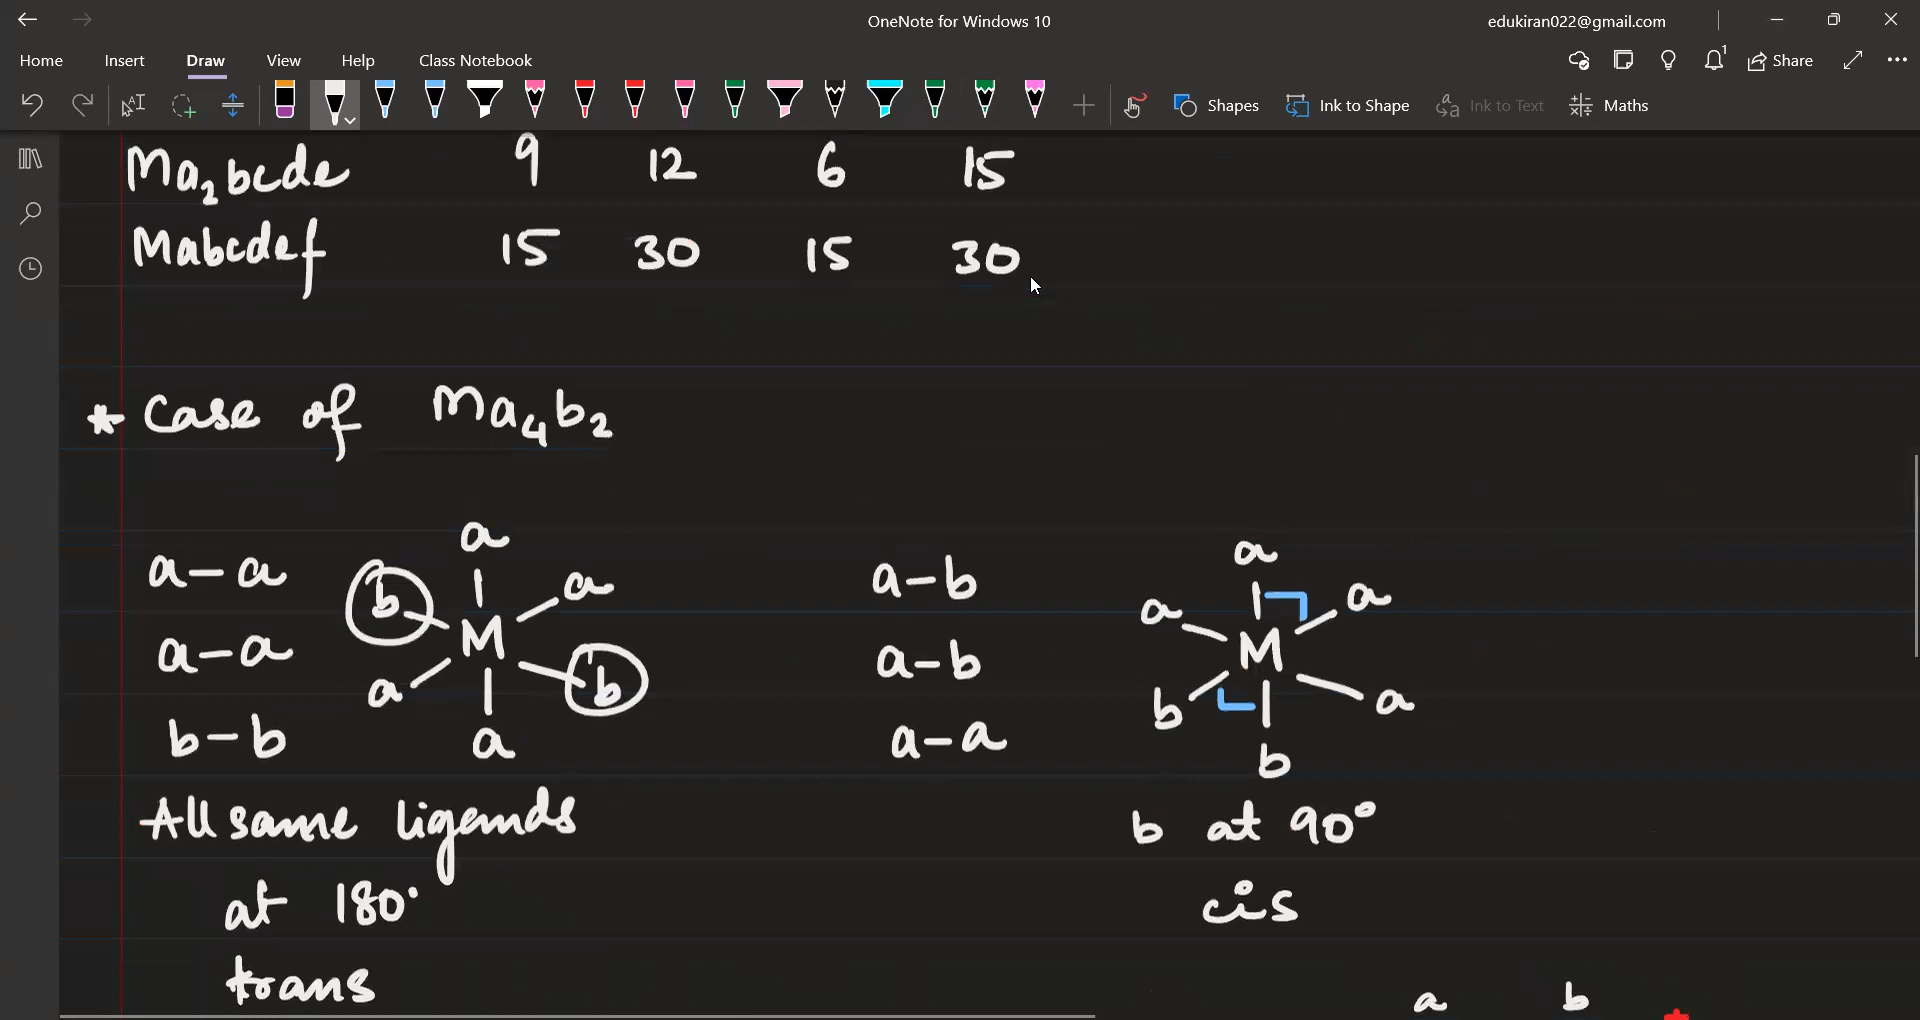 OneNote for Windows 10
edukiran022@gmail.com
Home Insert Draw View Help Class Notebook
1
Share
Shapes Ink to Shape Ink to Text Maths
Ma₂bcde 9 12 6 15
Mabcdef 15 30 15 30
* Case of Ma₄b₂
a
a-a b a
a-a M
a b
b-b a
All same ligands
at 180°
trans
a
a-b a a
a-b M
b a
a-a b
b at 90°
cis
a b